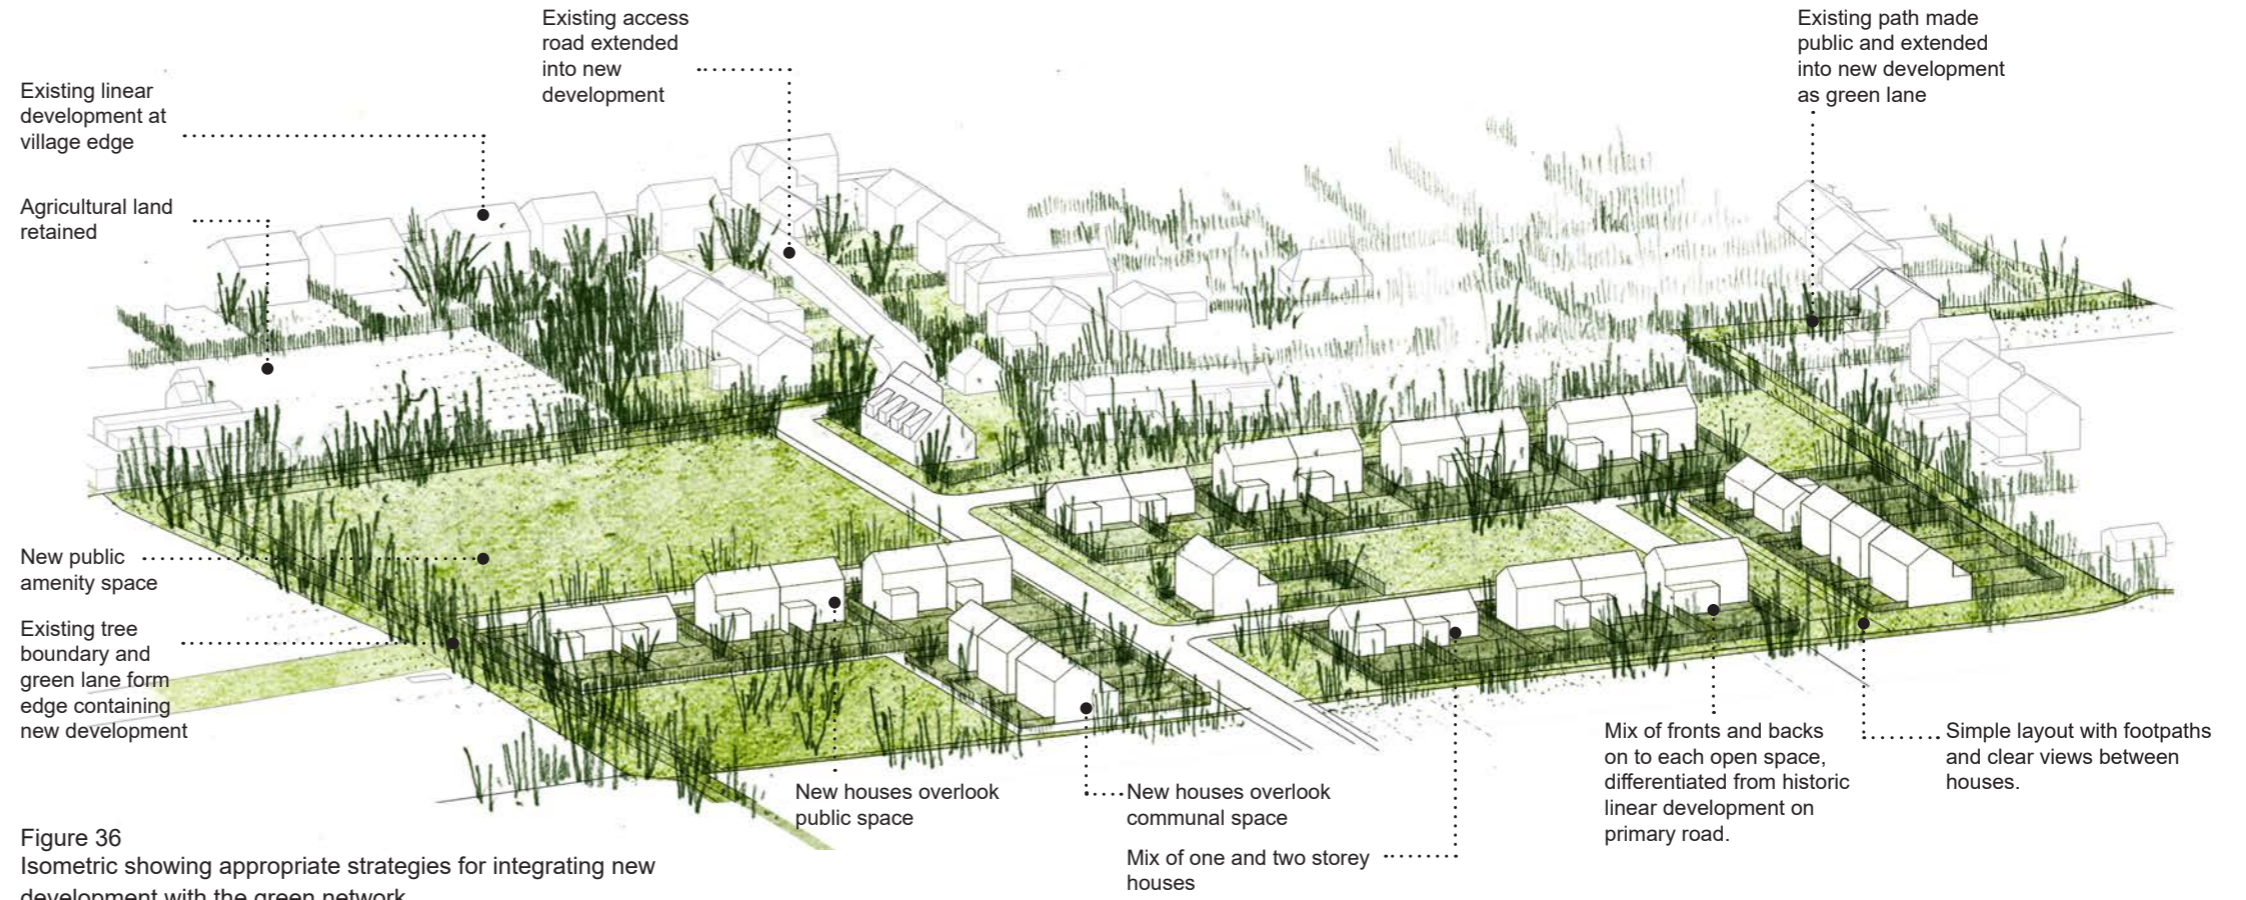 Existing access
road extended
into new
development
Existing path made
public and extended
into new development
as green lane
Existing linear
development at
village edge
Agricultural land
retained
New public
amenity space
Existing tree
boundary and
green lane form
edge containing
new development
New houses overlook
public space
New houses overlook
communal space
Mix of one and two storey
houses
Mix of fronts and backs
on to each open space,
differentiated from historic
linear development on
primary road.
Simple layout with footpaths
and clear views between
houses.
Figure 36
Isometric showing appropriate strategies for integrating new
development with the green network